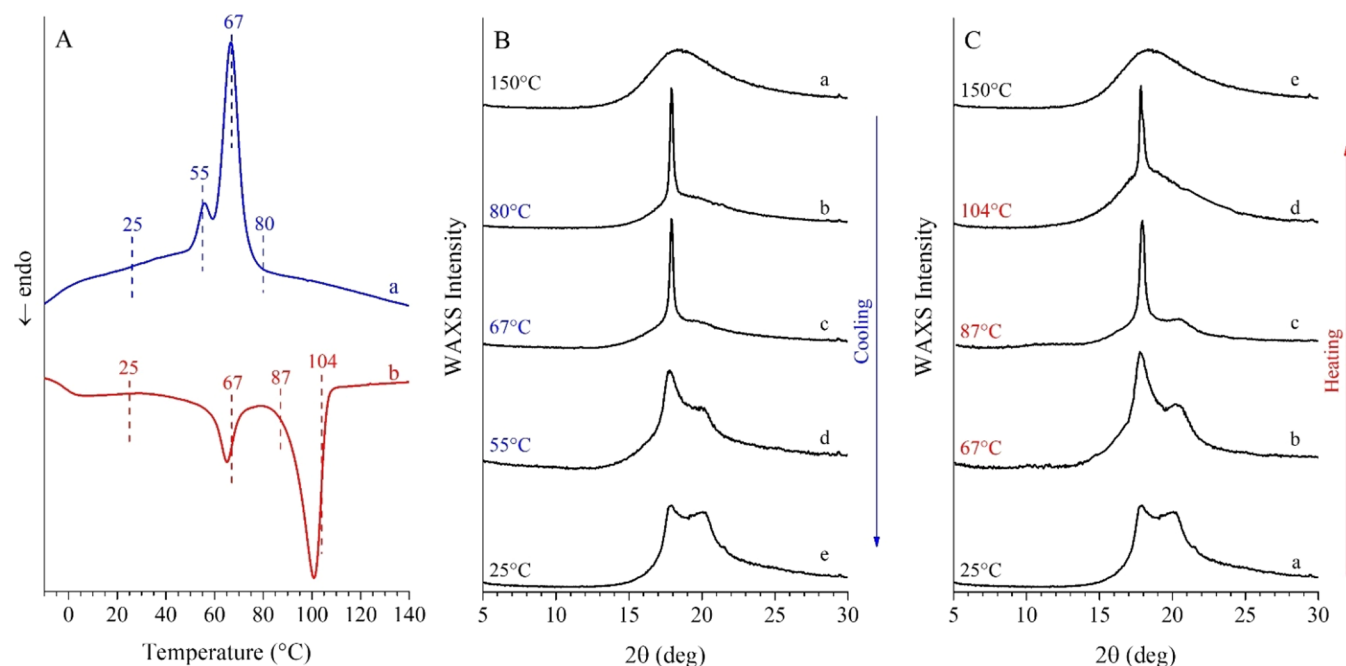 A
67
55
25
80
a
← endo
25
67
87
104
b
0 20 40 60 80 100 120 140
Temperature (°C)
B
150°C
a
80°C
b
67°C
c
55°C
d
25°C
e
WAXS Intensity
Cooling
5 10 15 20 25 30
2θ (deg)
C
150°C
e
104°C
d
87°C
c
67°C
b
25°C
a
WAXS Intensity
Heating
5 10 15 20 25 30
2θ (deg)